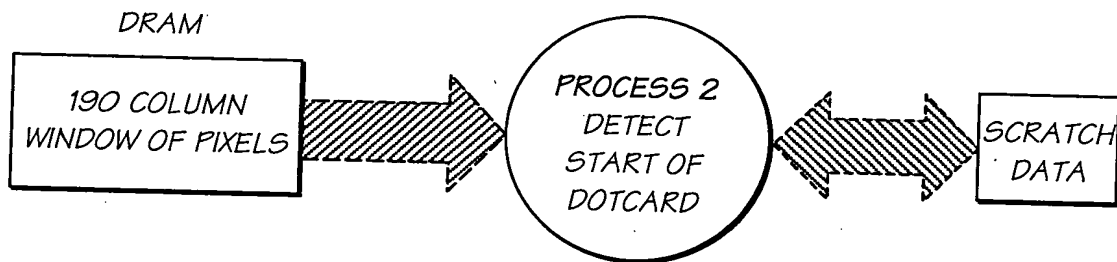 DRAM
190 COLUMN
WINDOW OF PIXELS
PROCESS 2
DETECT
START OF
DOTCARD
SCRATCH
DATA